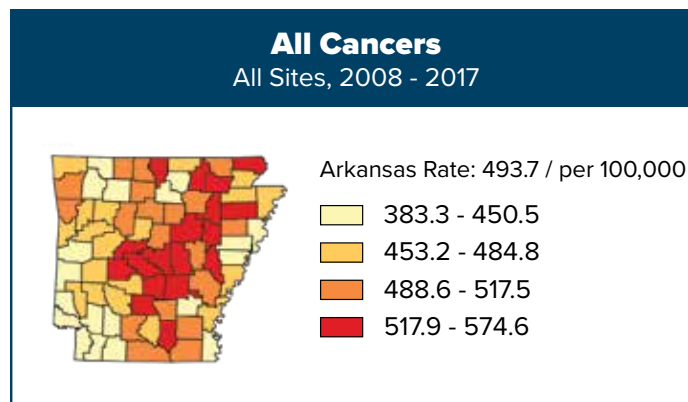 All Cancers
All Sites, 2008 - 2017
Arkansas Rate: 493.7 / per 100,000
383.3 - 450.5
453.2 - 484.8
488.6 - 517.5
517.9 - 574.6